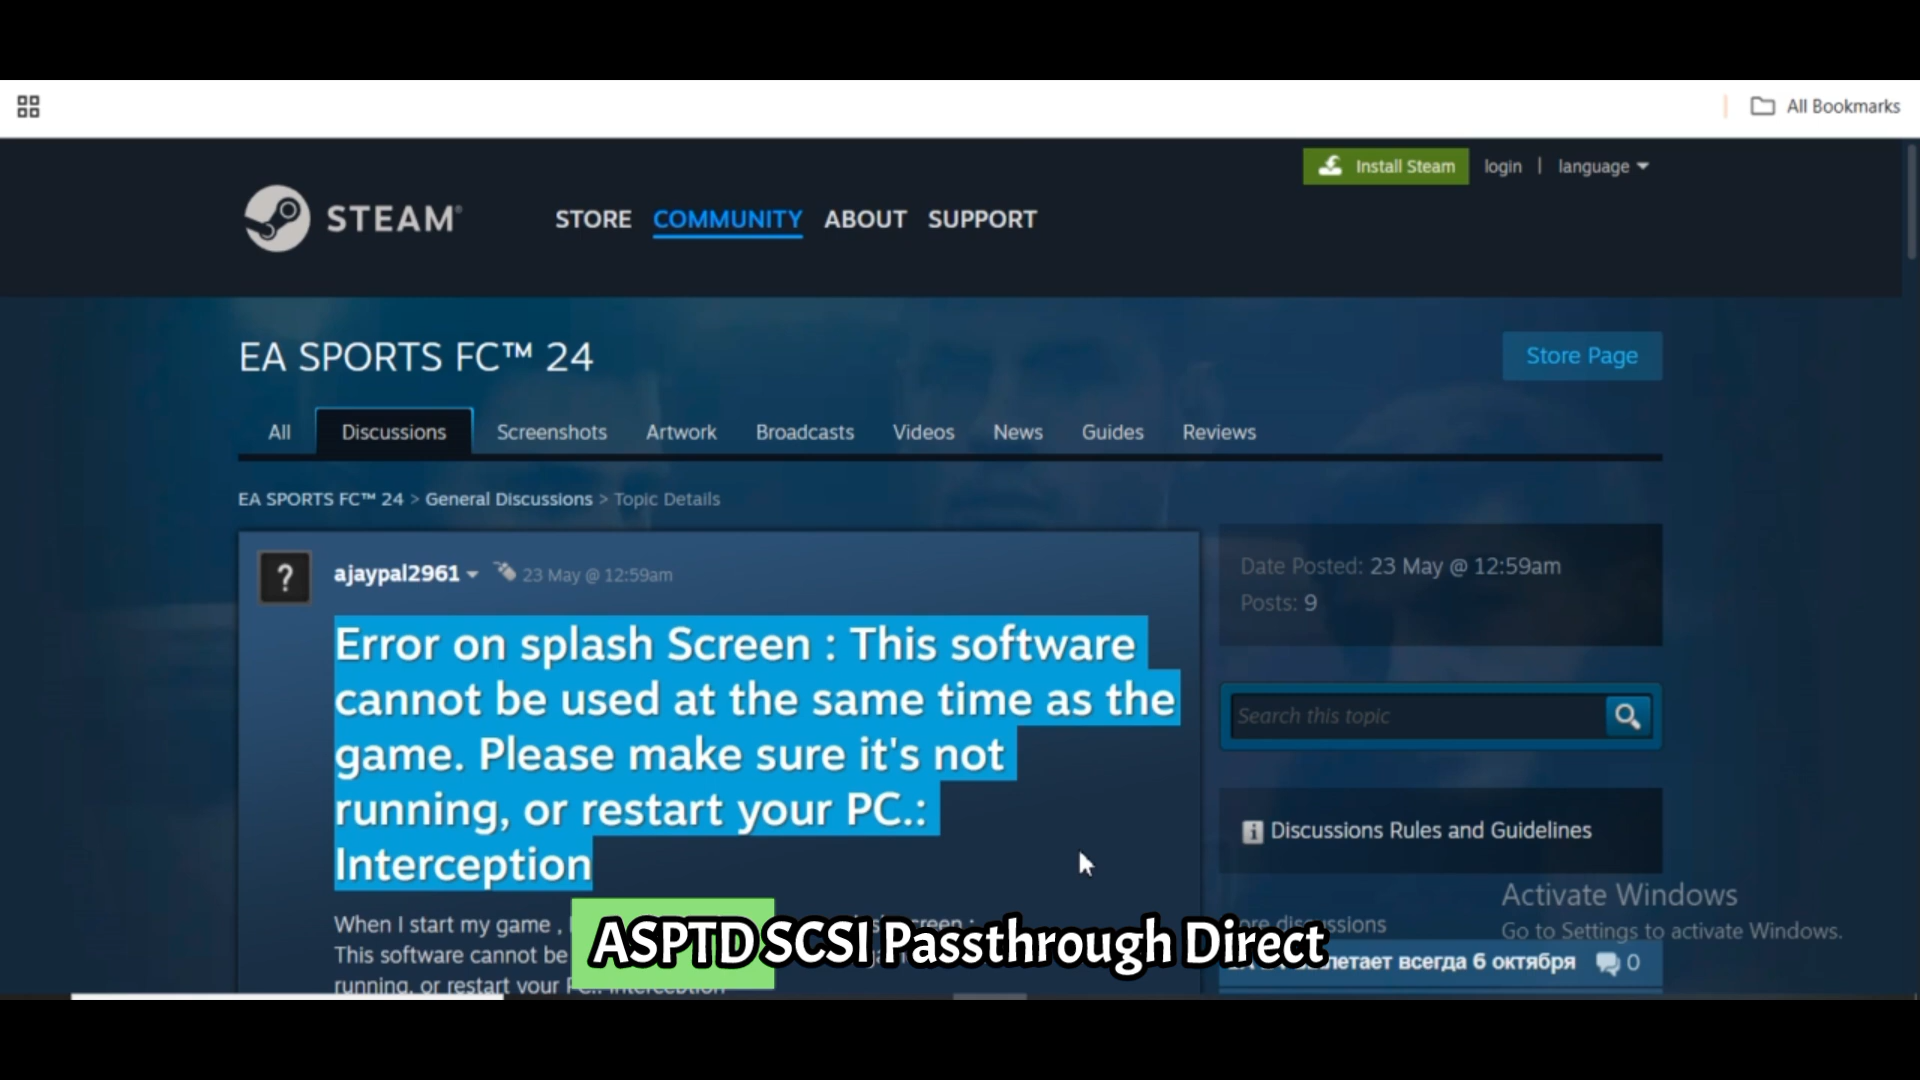 All Bookmarks
Install Steam login | language
STEAM® STORE COMMUNITY ABOUT SUPPORT
EA SPORTS FC™ 24
Store Page
All Discussions Screenshots Artwork Broadcasts Videos News Guides Reviews
EA SPORTS FC™ 24 > General Discussions > Topic Details
ajaypal2961 23 May @ 12:59am
Error on splash Screen : This software
cannot be used at the same time as the
game. Please make sure it's not
running, or restart your PC.:
Interception
When I start my game ,
This software cannot be
running, or restart your
ASPTD SCSI Passthrough Direct
Date Posted: 23 May @ 12:59am
Posts: 9
Search this topic
Discussions Rules and Guidelines
discussions
всегда 6 октября 0
Activate Windows
Go to Settings to activate Windows.